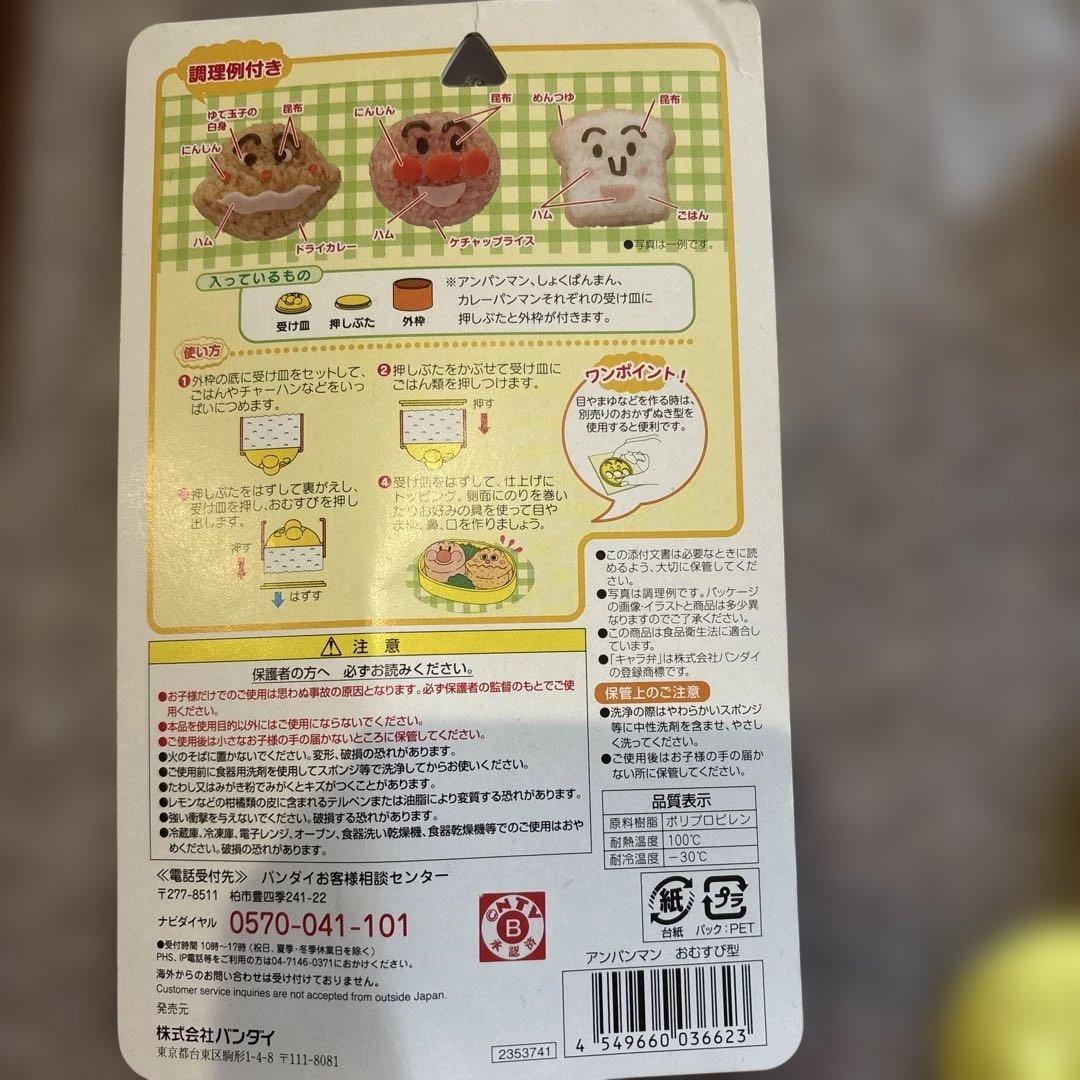 調理例付き
ゆで玉子の
白身
昆布
にんじん
ハム
ドライカレー
にんじん
昆布
ハム
ケチャップライス
めんつゆ
昆布
ハム
ごはん
●写真は一例です。
入っているもの
受け皿
押しぶた
外枠
※アンパンマン、しょくぱんまん、
カレーパンマンそれぞれの受け皿に
押しぶたと外枠が付きます。
使い方
❶外枠の底に受け皿をセットして、
ごはんやチャーハンなどをいっ
ぱいにつめます。
❷押しぶたをかぶせて受け皿に
ごはん類を押しつけます。
押す
押しぶたをはずして裏がえし、
受け皿を押し、おむすびを押し
出します。
押す
はずす
❹受け皿をはずして、仕上げに
トッピング。側面にのりを巻い
たりお好みの具を使って目や
まゆ、鼻、口を作りましょう。
ワンポイント!
目やまゆなどを作る時は、
別売りのおかずぬき型を
使用すると便利です。
●この添付文書は必要なときに読
めるよう、大切に保管してくだ
さい。
●写真は調理例です。パッケージ
の画像・イラストと商品は多少異
なりますのでご了承ください。
●この商品は食品衛生法に適合し
ています。
●「キャラ弁」は株式会社バンダイ
の登録商標です。
保管上のご注意
●洗浄の際はやわらかいスポンジ
等に中性洗剤を含ませ、やさし
く洗ってください。
●ご使用後はお子様の手の届か
ない所に保管してください。
⚠ 注意
保護者の方へ 必ずお読みください。
●お子様だけでのご使用は思わぬ事故の原因となります。必ず保護者の監督のもとでご使
用ください。
●本品を使用目的以外にはご使用にならないでください。
●ご使用後は小さなお子様の手の届かないところに保管してください。
●火のそばに置かないでください。変形、破損の恐れがあります。
●ご使用前に食器用洗剤を使用してスポンジ等で洗浄してからお使いください。
●たわし又はみがき粉でみがくとキズがつくことがあります。
●レモンなどの柑橘類の皮に含まれるテルペンまたは油脂により変質する恐れがあります。
●強い衝撃を与えないでください。破損する恐れがあります。
●冷蔵庫、冷凍庫、電子レンジ、オーブン、食器洗い乾燥機、食器乾燥機等でのご使用はおや
めください。破損の恐れがあります。
品質表示
原料樹脂 ポリプロピレン
耐熱温度 100℃
耐冷温度 −30℃
紙
台紙
プラ
パック:PET
≪電話受付先≫ バンダイお客様相談センター
〒277-8511 柏市豊四季241-22
ナビダイヤル 0570-041-101
●受付時間 10時〜17時(祝日、夏季・冬季休業日を除く)
PHS、IP電話等をご利用の方は04-7146-0371におかけください。
海外からのお問い合わせは受け付けておりません。
Customer service inquiries are not accepted from outside Japan.
発売元
株式会社バンダイ
東京都台東区駒形1-4-8 〒111-8081
©NTV
B
承認
2353741
アンパンマン おむすび型
4 549660 036623